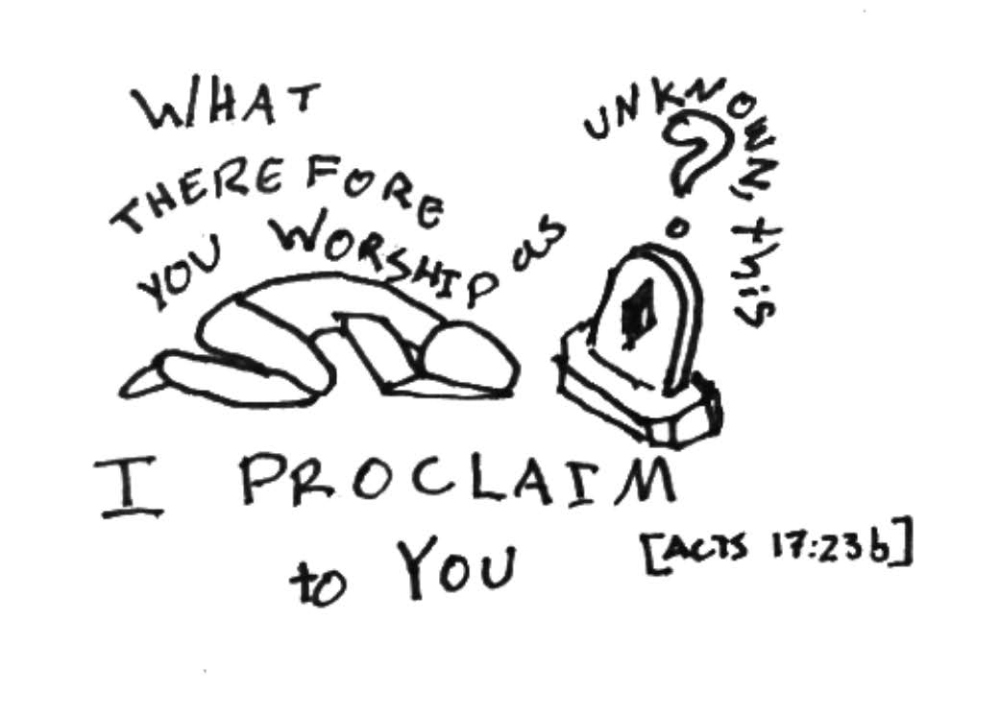 WHAT
THEREFORE
YOU WORSHIP as
UNKNOWN, this
?
I PROCLAIM
to YOU
[ACTS 17:23b]